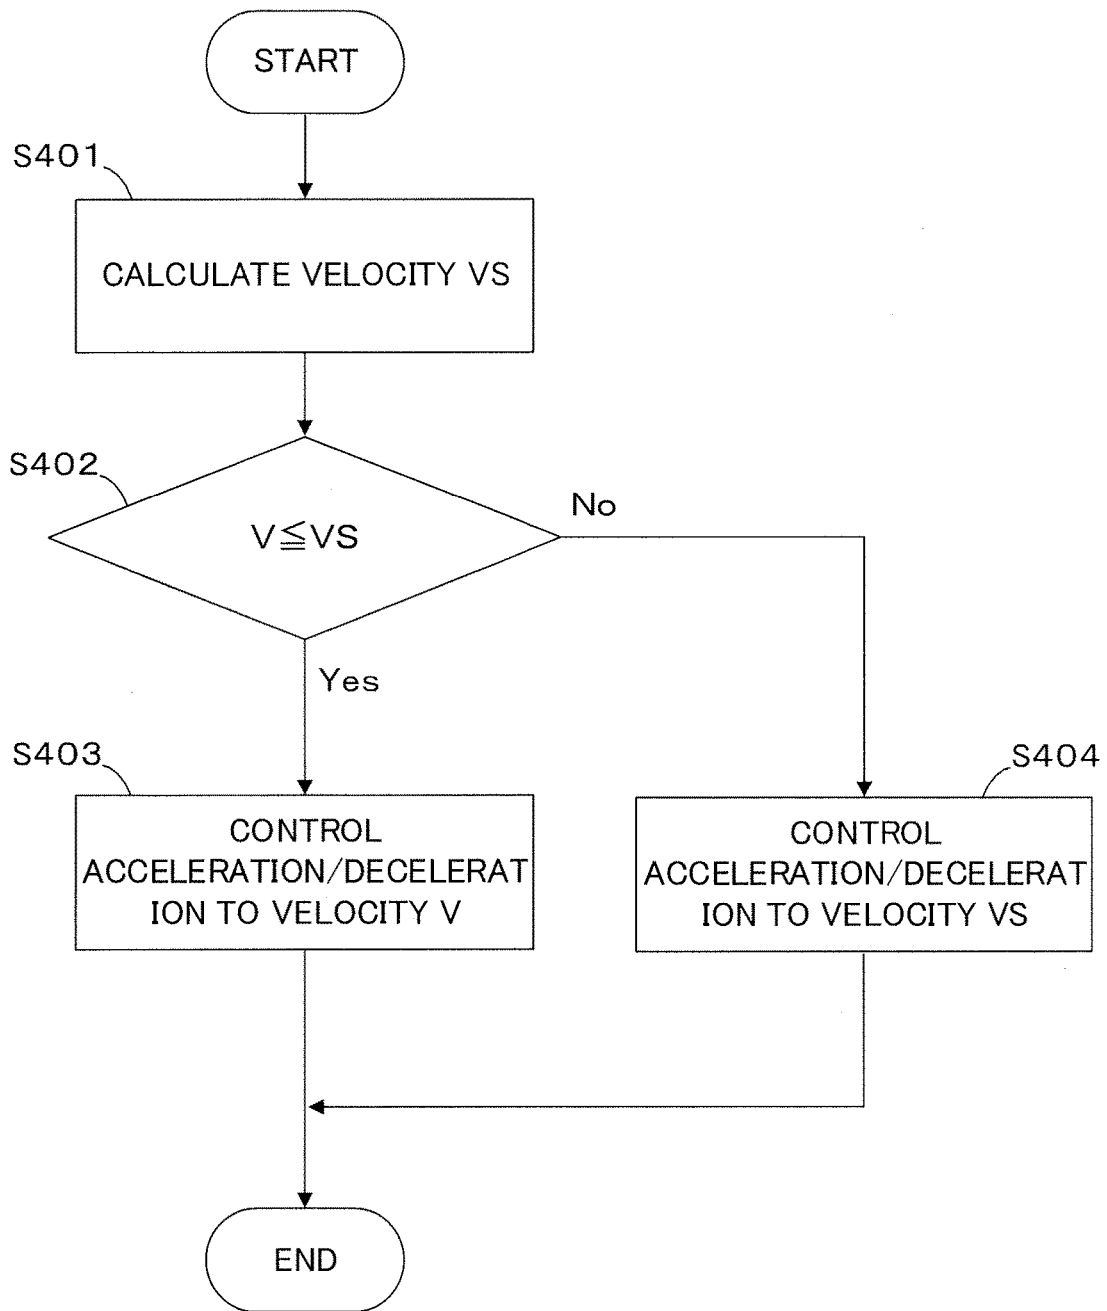 START
S401
CALCULATE VELOCITY VS
S402
V≦VS
No
Yes
S403
CONTROL
ACCELERATION/DECELERAT
ION TO VELOCITY V
S404
CONTROL
ACCELERATION/DECELERAT
ION TO VELOCITY VS
END